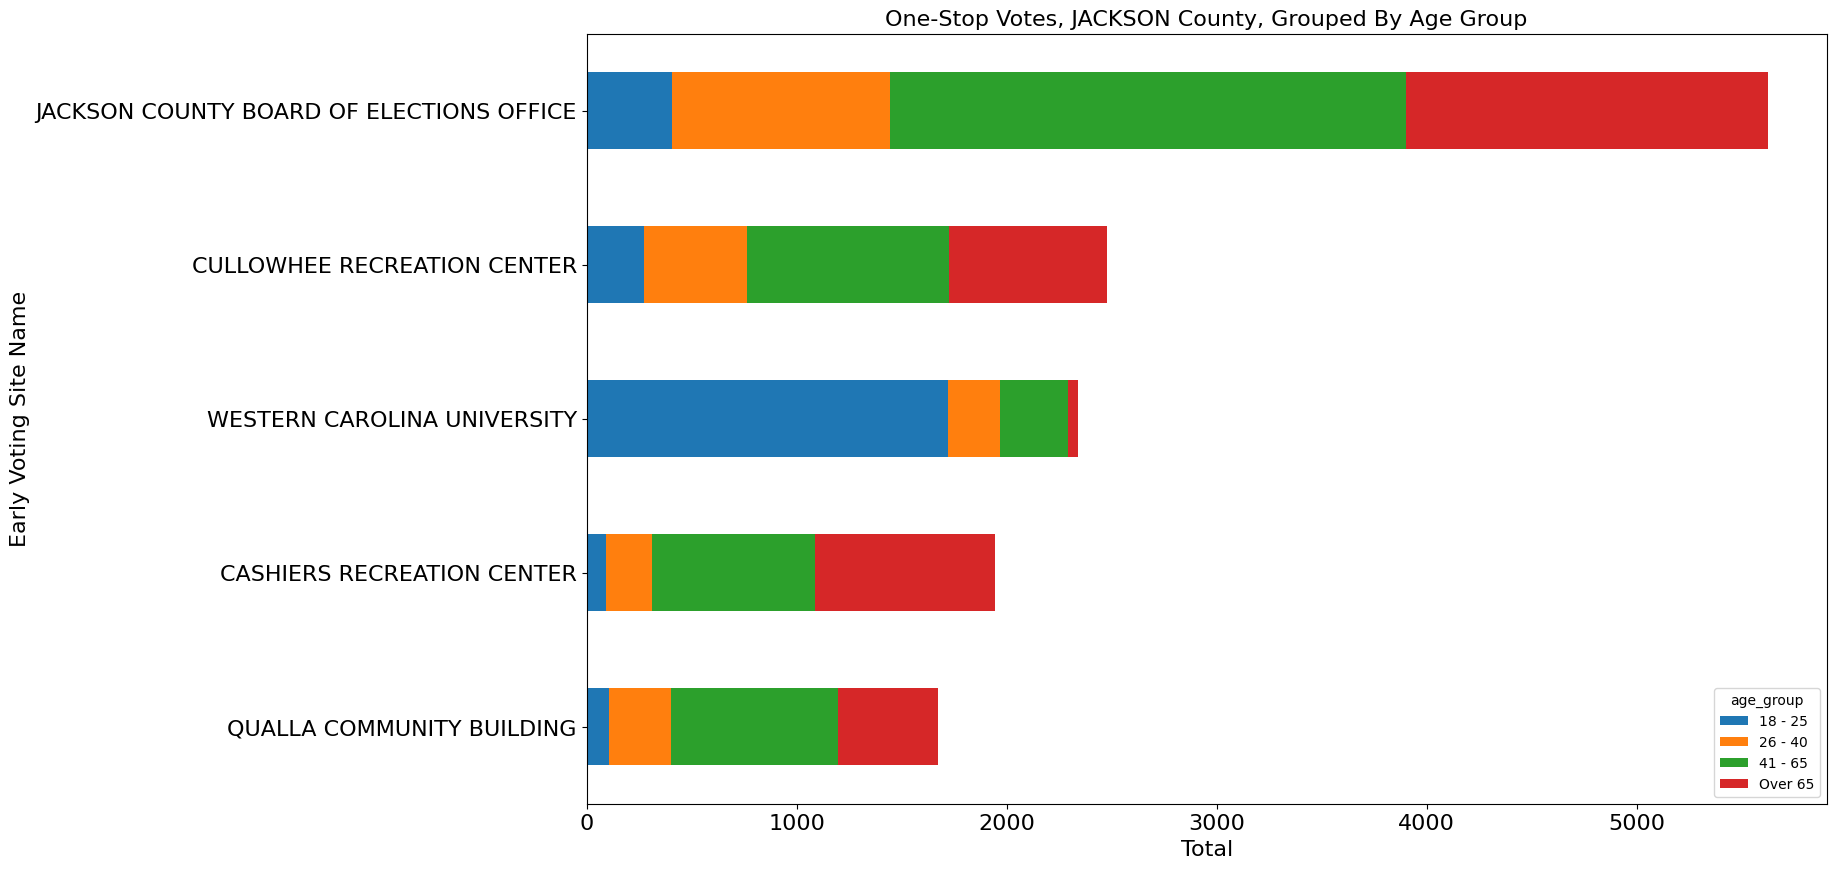 One-Stop Votes, JACKSON County, Grouped By Age Group
Early Voting Site Name
JACKSON COUNTY BOARD OF ELECTIONS OFFICE
CULLOWHEE RECREATION CENTER
WESTERN CAROLINA UNIVERSITY
CASHIERS RECREATION CENTER
QUALLA COMMUNITY BUILDING
age_group
18 - 25
26 - 40
41 - 65
Over 65
0 1000 2000 3000 4000 5000
Total